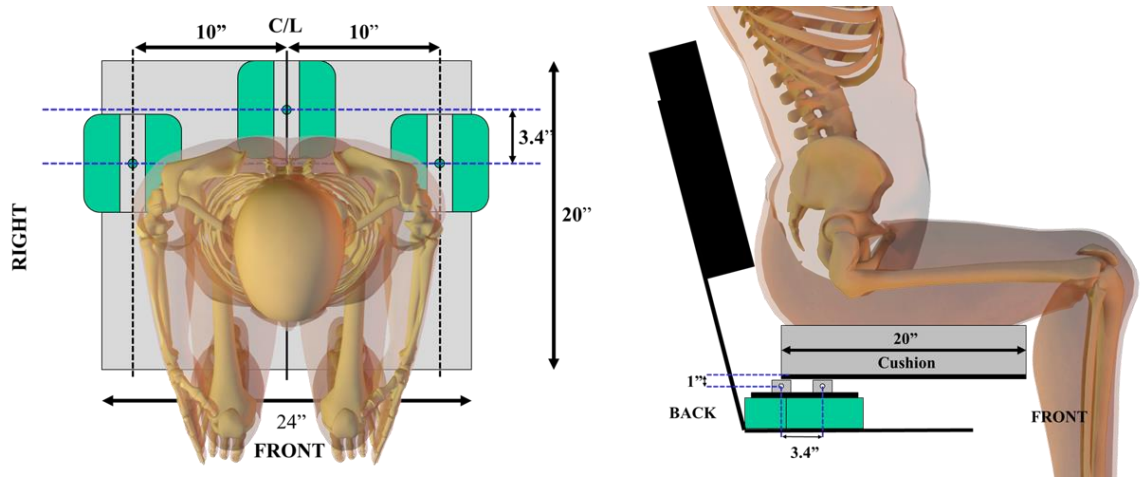 C/L
10” 10”
3.4”
20”
RIGHT
24”
FRONT
20”
Cushion
1”
BACK
FRONT
3.4”